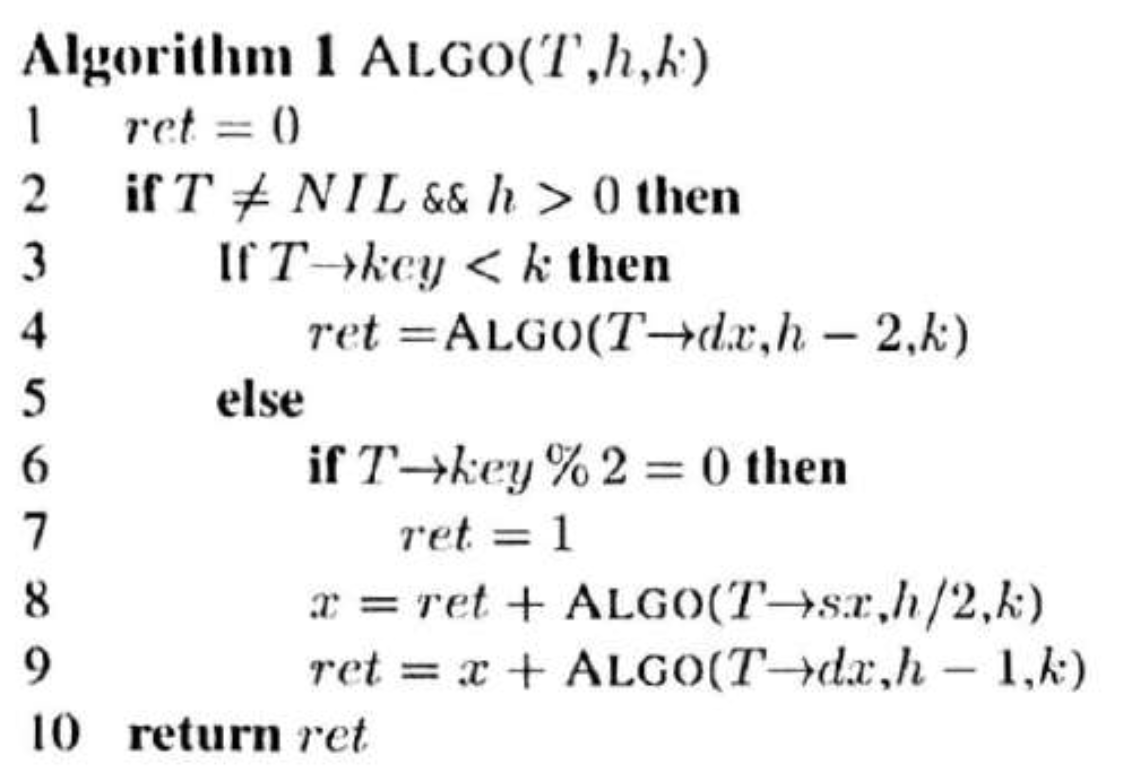 Algorithm 1 ALGO(T,h,k)
1 ret = 0
2 if T ≠ NIL && h > 0 then
3 If T→key < k then
4 ret =ALGO(T→dx,h − 2,k)
5 else
6 if T→key % 2 = 0 then
7 ret = 1
8 x = ret + ALGO(T→sx,h/2,k)
9 ret = x + ALGO(T→dx,h − 1,k)
10 return ret